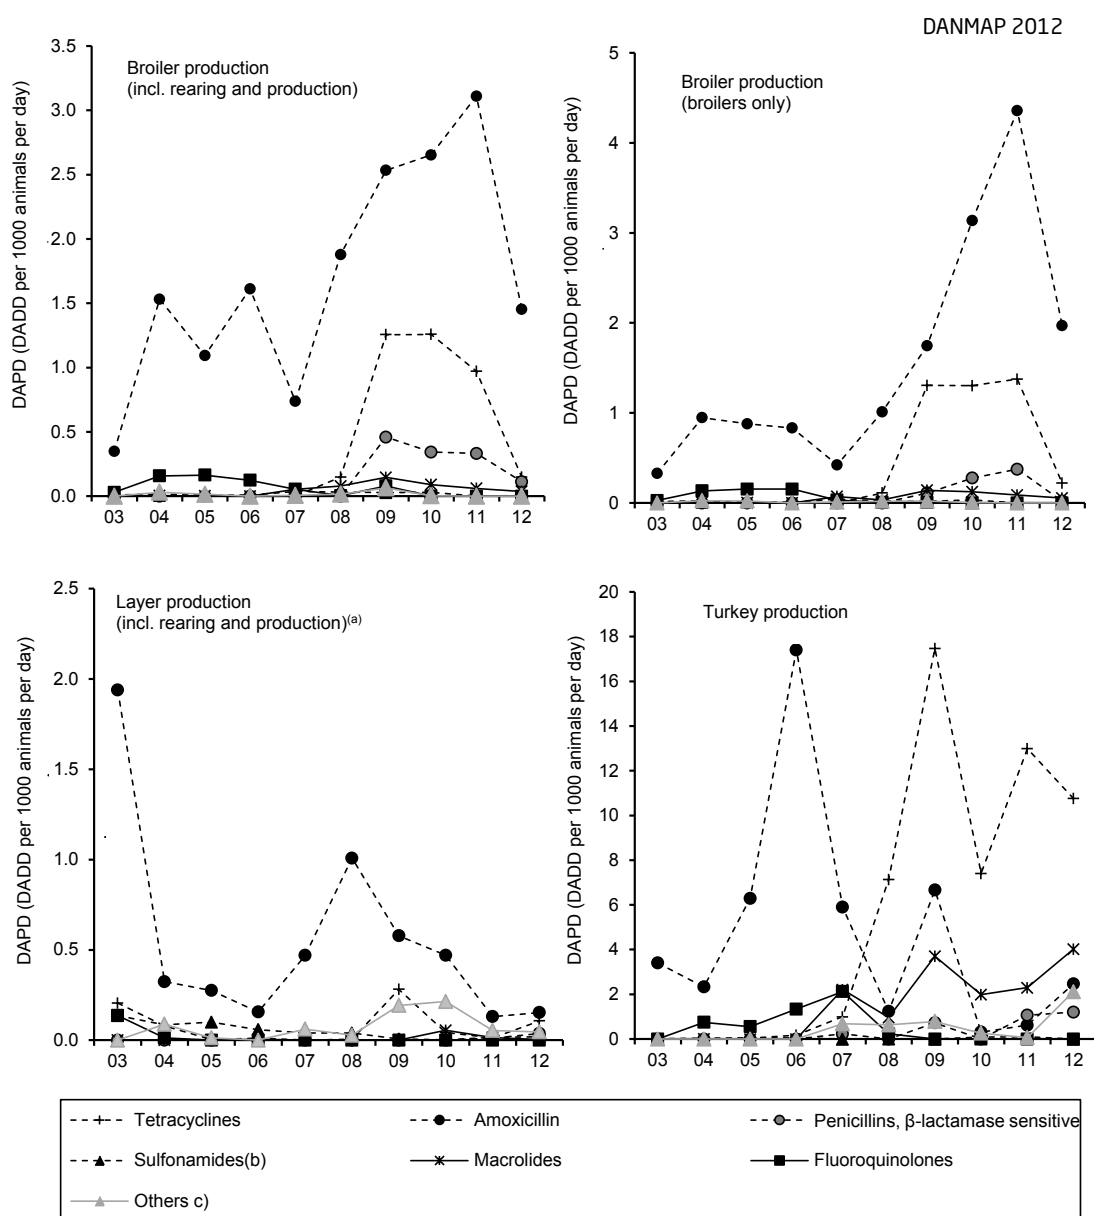 DANMAP 2012
Broiler production
(incl. rearing and production)
DAPD (DADD per 1000 animals per day)
3.5
3.0
2.5
2.0
1.5
1.0
0.5
0.0
03 04 05 06 07 08 09 10 11 12
Broiler production
(broilers only)
DAPD (DADD per 1000 animals per day)
5
4
3
2
1
0
03 04 05 06 07 08 09 10 11 12
Layer production
(incl. rearing and production)(a)
DAPD (DADD per 1000 animals per day)
2.5
2.0
1.5
1.0
0.5
0.0
03 04 05 06 07 08 09 10 11 12
Turkey production
DAPD (DADD per 1000 animals per day)
20
18
16
14
12
10
8
6
4
2
0
03 04 05 06 07 08 09 10 11 12
Tetracyclines Amoxicillin Penicillins, β-lactamase sensitive
Sulfonamides(b) Macrolides Fluoroquinolones
Others c)